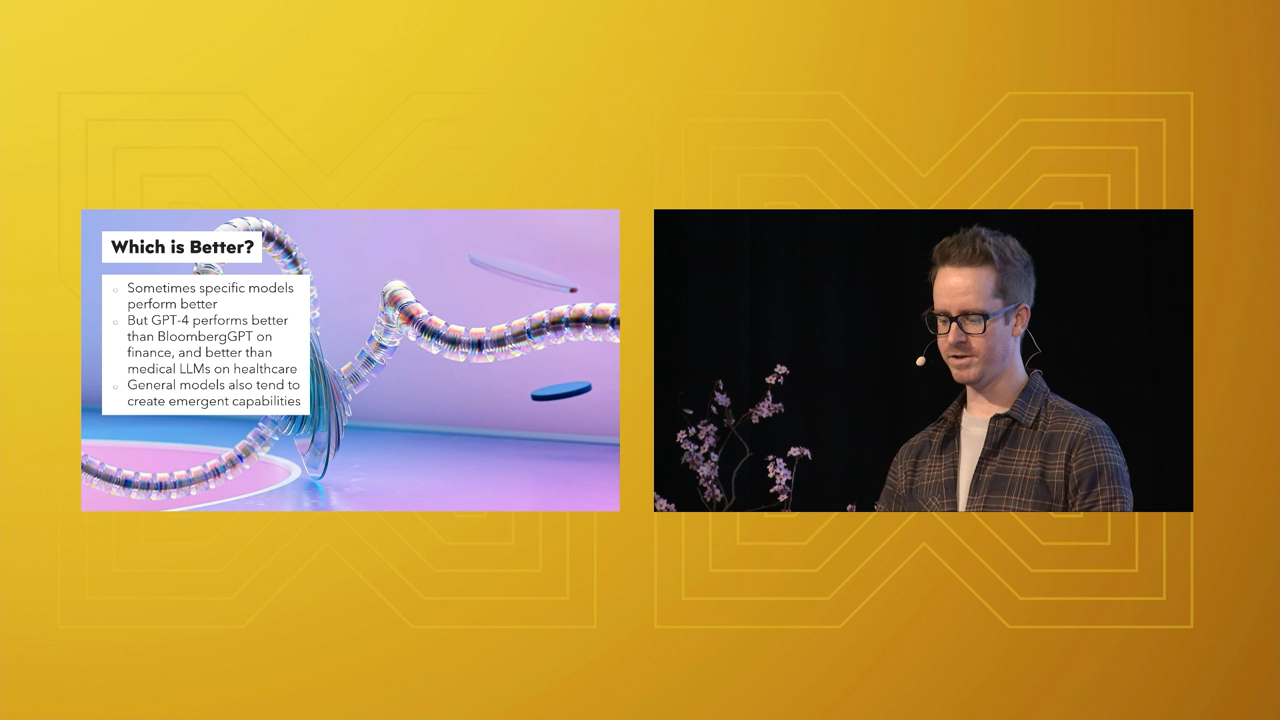 Which is Better?
Sometimes specific models
perform better
But GPT-4 performs better
than BloombergGPT on
finance, and better than
medical LLMs on healthcare
General models also tend to
create emergent capabilities